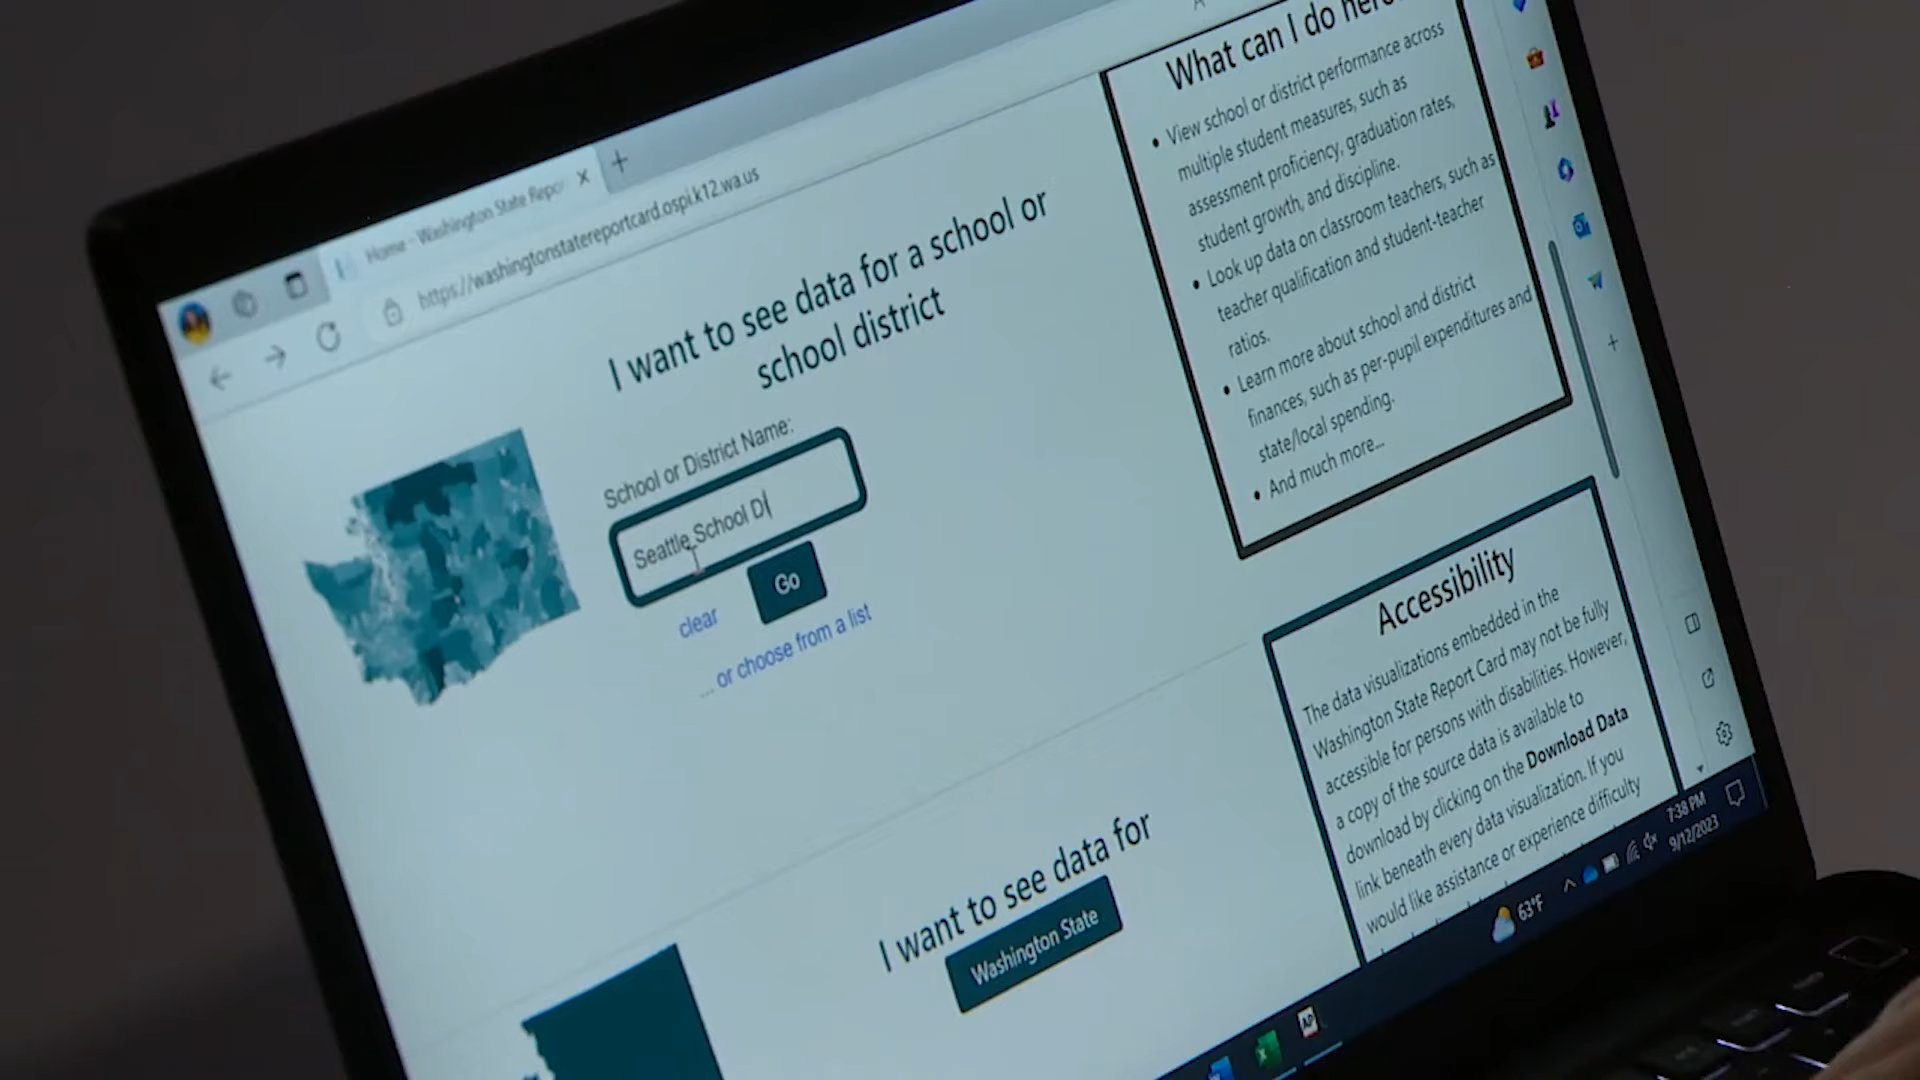 Home - Washington State Repo
https://washingtonstatereportcard.ospi.k12.wa.us
I want to see data for a school or
school district
School or District Name:
Seattle School D
Go
clear
... or choose from a list
I want to see data for
Washington State
What can I do here?
• View school or district performance across
multiple student measures, such as
assessment proficiency, graduation rates,
student growth, and discipline.
• Look up data on classroom teachers, such as
teacher qualification and student-teacher
ratios.
• Learn more about school and district
finances, such as per-pupil expenditures and
state/local spending.
• And much more...
Accessibility
The data visualizations embedded in the
Washington State Report Card may not be fully
accessible for persons with disabilities. However,
a copy of the source data is available to
download by clicking on the Download Data
link beneath every data visualization. If you
would like assistance or experience difficulty
63°F
7:38 PM
9/12/2023
AP